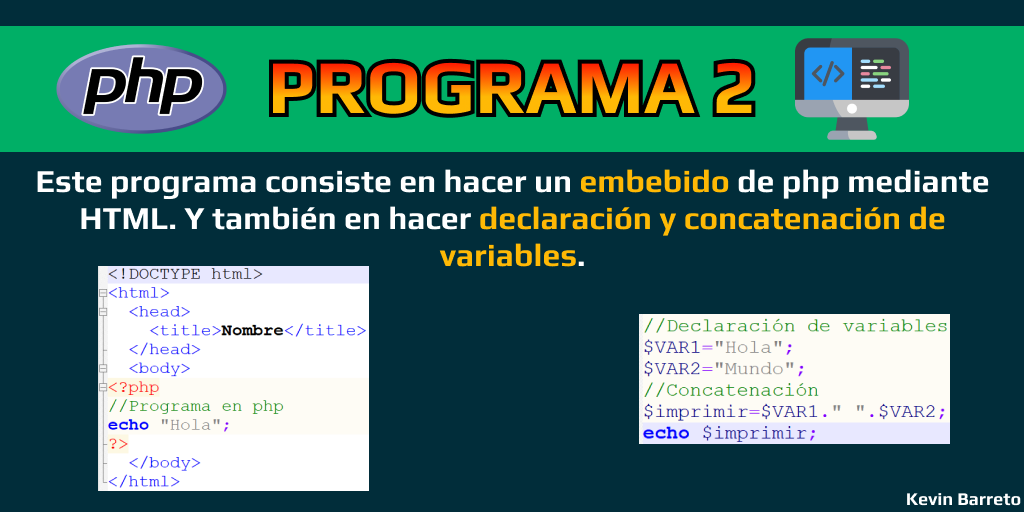 php
PROGRAMA 2
Este programa consiste en hacer un embebido de php mediante
HTML. Y también en hacer declaración y concatenación de
variables.
<!DOCTYPE html>
<html>
<head>
<title>Nombre</title>
</head>
<body>
<?php
//Programa en php
echo "Hola";
?>
</body>
</html>
//Declaración de variables
$VAR1="Hola";
$VAR2="Mundo";
//Concatenación
$imprimir=$VAR1." ".$VAR2;
echo $imprimir;
Kevin Barreto